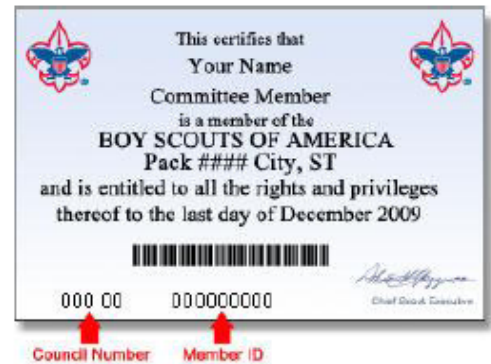 This certifies that
Your Name
Committee Member
is a member of the
BOY SCOUTS OF AMERICA
Pack #### City, ST
and is entitled to all the rights and privileges
thereof to the last day of December 2009
000 00 000000000
Chief Scout Executive
Council Number Member ID